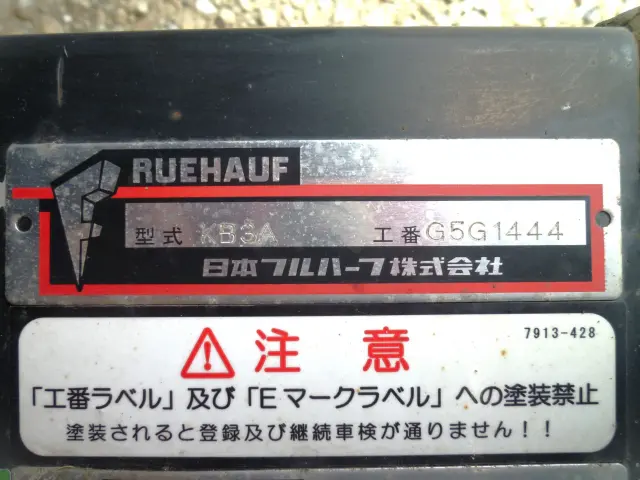 RUEHAUF
型式 KB3A 工番 G5G1444
日本フルハーフ株式会社
7913-428
注意
「工番ラベル」及び「Eマークラベル」への塗装禁止
塗装されると登録及び継続車検が通りません!!